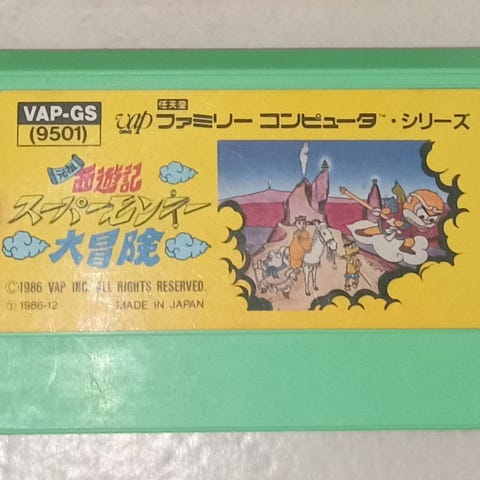 VAP-GS
(9501)
任天堂
vap ファミリー コンピュータ™・シリーズ
元祖
西遊記
スーパーモンキー
大冒険
©1986 VAP INC. ALL RIGHTS RESERVED.
① 1986-12 MADE IN JAPAN